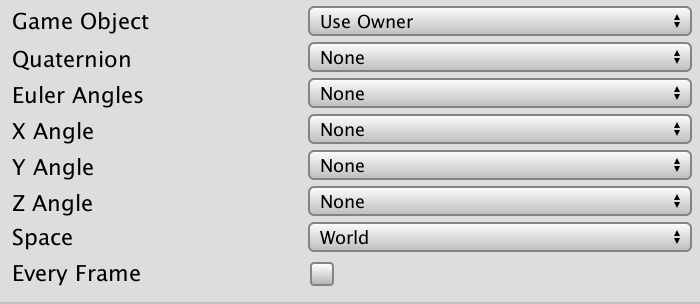 Game Object Use Owner
Quaternion None
Euler Angles None
X Angle None
Y Angle None
Z Angle None
Space World
Every Frame